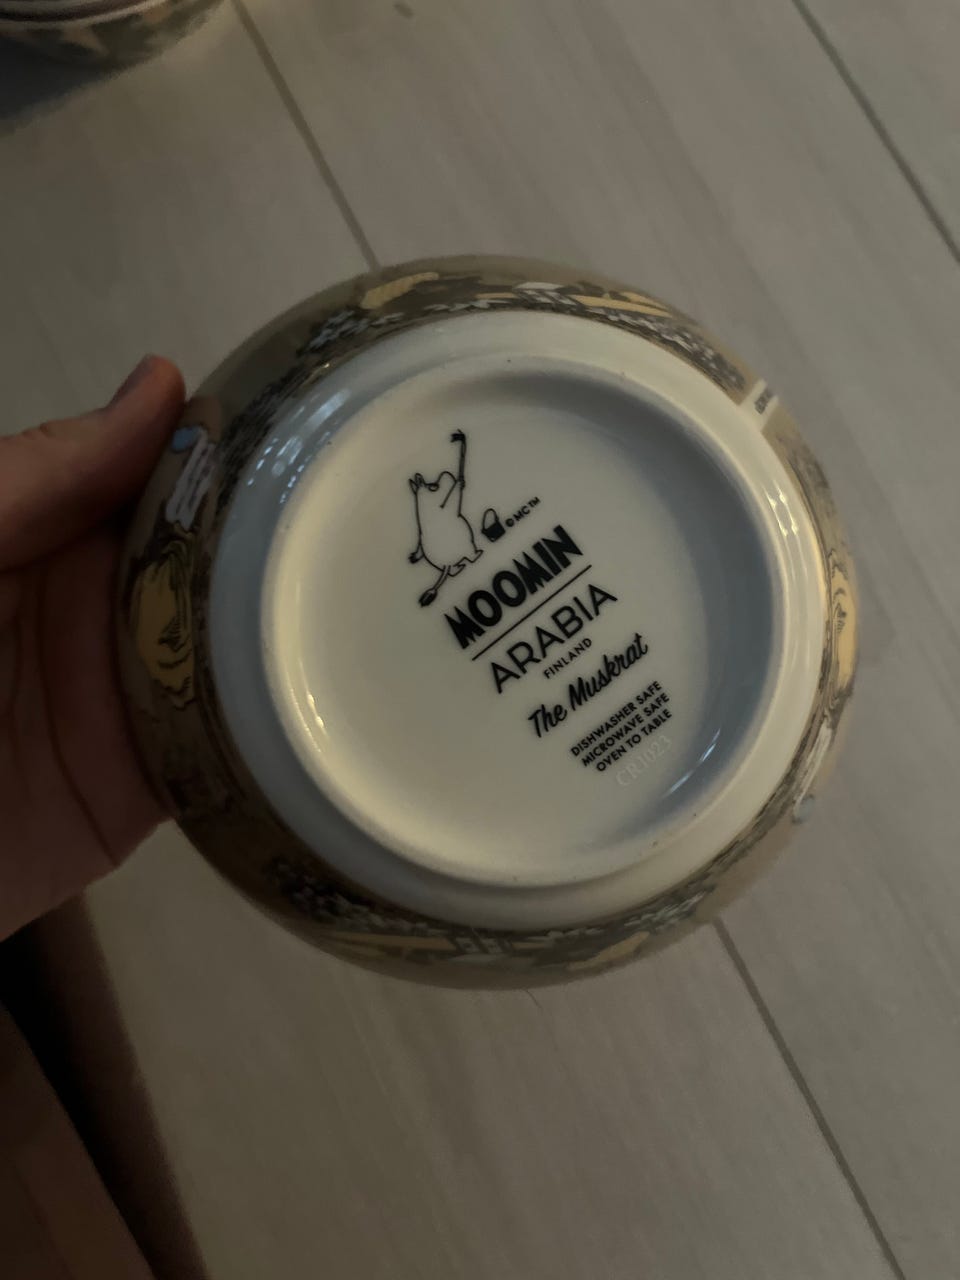 © MC™
MOOMIN
ARABIA
FINLAND
The Muskrat
DISHWASHER SAFE
MICROWAVE SAFE
OVEN TO TABLE
CR1023